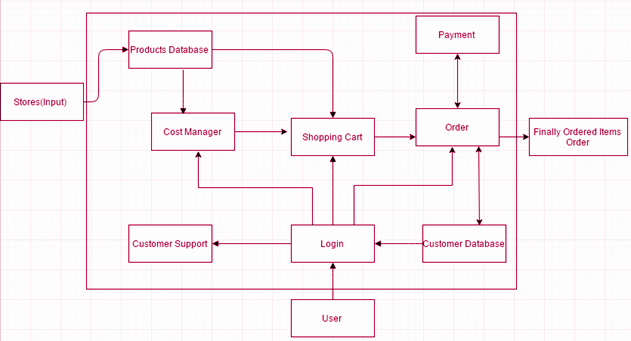 Payment
Products Database
Stores(Input)
Cost Manager
Shopping Cart
Order
Finally Ordered Items
Order
Customer Support
Login
Customer Database
User